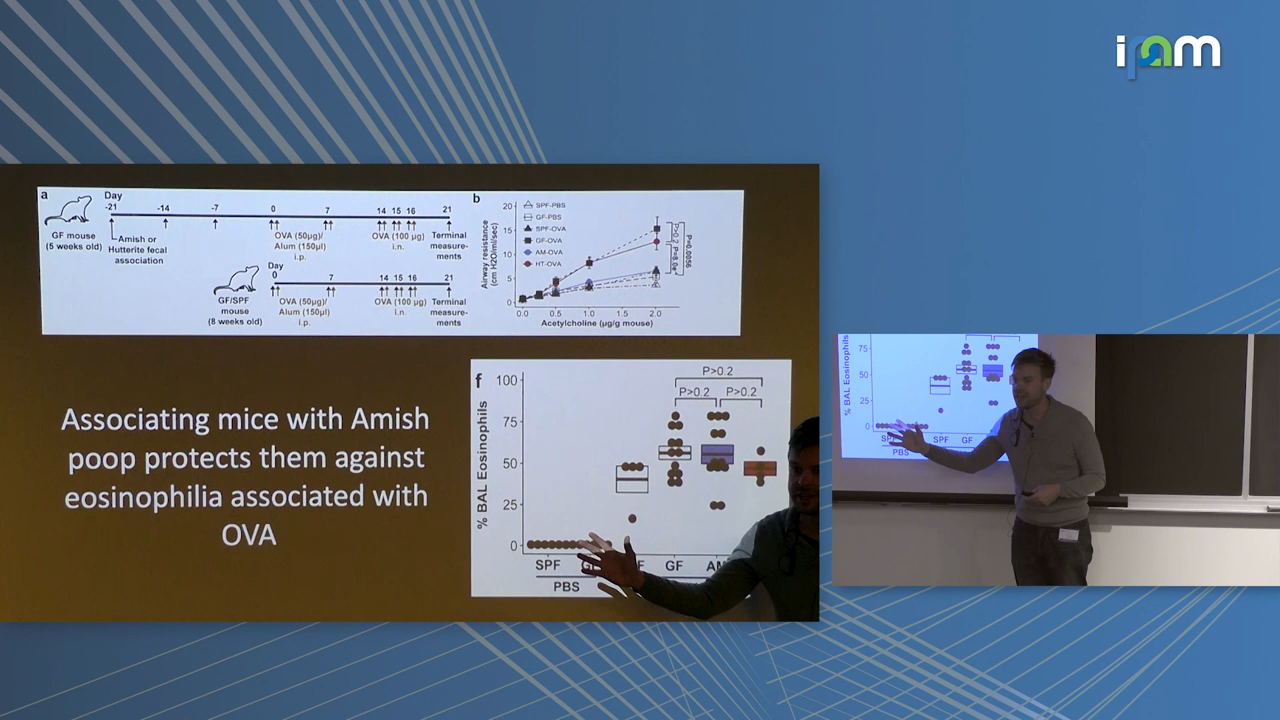 ipam
a
Day
-21 -14 -7 0 7 14 15 16 21
GF mouse
(5 weeks old)
Amish or
Hutterite fecal
association
OVA (50µg)/
Alum (150µl)
i.p.
OVA (100 µg)
i.n.
Terminal
measure-
ments
Day
0 7 14 15 16 21
GF/SPF
mouse
(8 weeks old)
OVA (50µg)/
Alum (150µl)
i.p.
OVA (100 µg)
i.n.
Terminal
measure-
ments
b
Airway resistance
(cm H2O/ml/sec)
20
15
10
5
0
SPF-PBS
GF-PBS
SPF-OVA
GF-OVA
AM-OVA
HT-OVA
P>0.2
P=0.0056
0.0 0.5 1.0 1.5 2.0
Acetylcholine (µg/g mouse)
Associating mice with Amish
poop protects them against
eosinophilia associated with
OVA
f
% BAL Eosinophils
100
75
50
25
0
P>0.2
P>0.2 P>0.2
SPF GF AM
PBS
% BAL Eosinophils
75
50
25
0
SPF GF
PBS